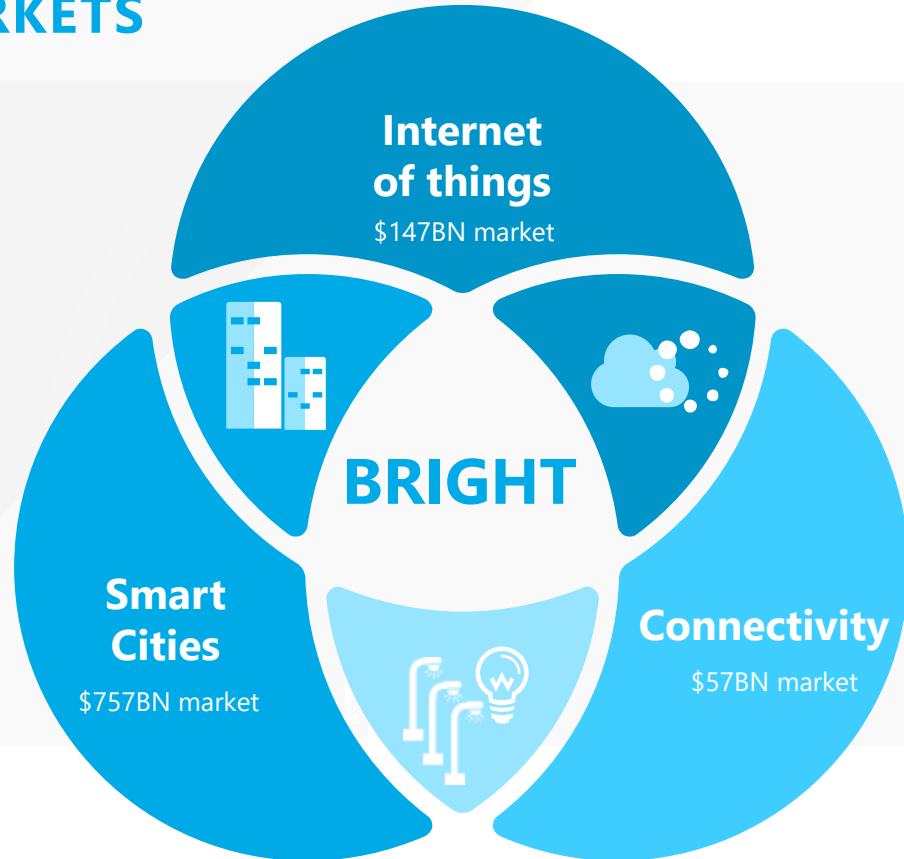 RKETS
Internet
of things
$147BN market
BRIGHT
Smart
Cities
$757BN market
Connectivity
$57BN market